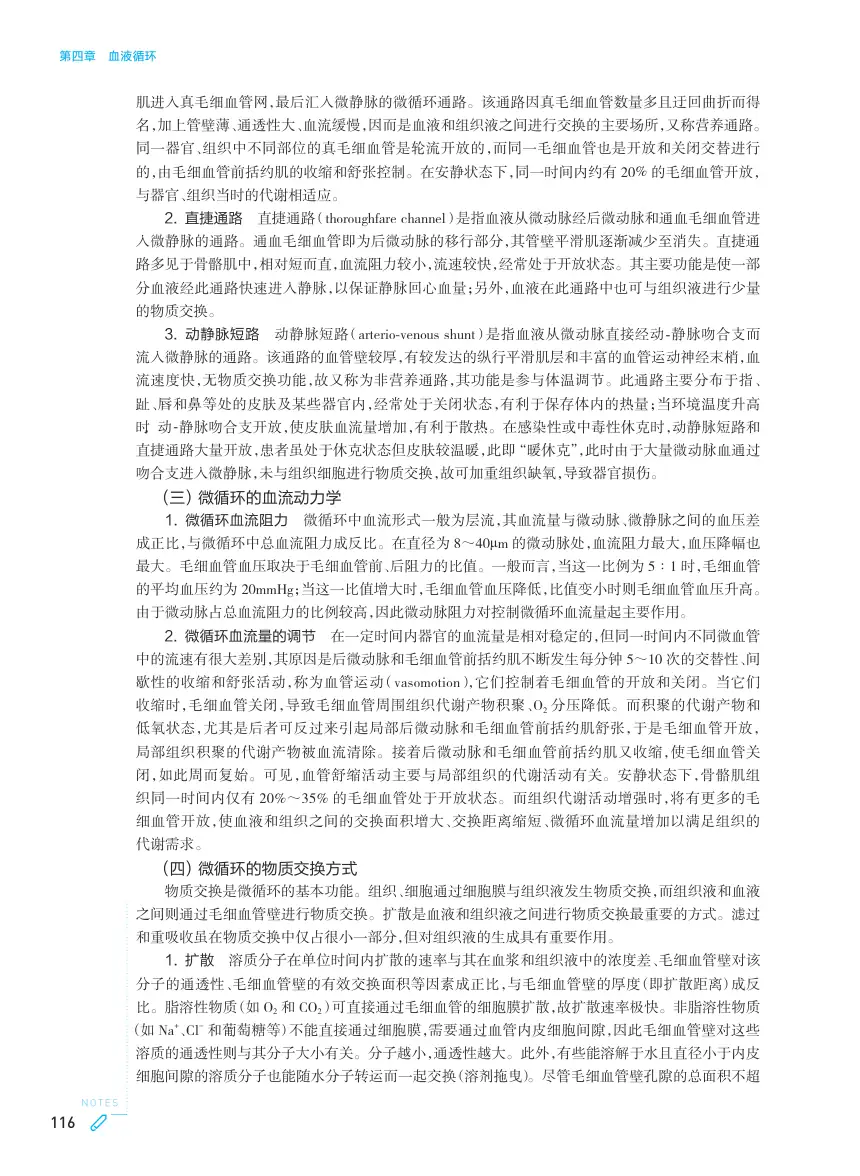 第四章 血液循环
肌进入真毛细血管网,最后汇入微静脉的微循环通路。该通路因真毛细血管数量多且迂回曲折而得
名,加上管壁薄、通透性大、血流缓慢,因而是血液和组织液之间进行交换的主要场所,又称营养通路。
同一器官、组织中不同部位的真毛细血管是轮流开放的,而同一毛细血管也是开放和关闭交替进行
的,由毛细血管前括约肌的收缩和舒张控制。在安静状态下,同一时间内约有 20% 的毛细血管开放,
与器官、组织当时的代谢相适应。
2. 直捷通路 直捷通路(thoroughfare channel)是指血液从微动脉经后微动脉和通血毛细血管进
入微静脉的通路。通血毛细血管即为后微动脉的移行部分,其管壁平滑肌逐渐减少至消失。直捷通
路多见于骨骼肌中,相对短而直,血流阻力较小,流速较快,经常处于开放状态。其主要功能是使一部
分血液经此通路快速进入静脉,以保证静脉回心血量;另外,血液在此通路中也可与组织液进行少量
的物质交换。
3. 动静脉短路 动静脉短路(arterio-venous shunt)是指血液从微动脉直接经动-静脉吻合支而
流入微静脉的通路。该通路的血管壁较厚,有较发达的纵行平滑肌层和丰富的血管运动神经末梢,血
流速度快,无物质交换功能,故又称为非营养通路,其功能是参与体温调节。此通路主要分布于指、
趾、唇和鼻等处的皮肤及某些器官内,经常处于关闭状态,有利于保存体内的热量;当环境温度升高
时 动-静脉吻合支开放,使皮肤血流量增加,有利于散热。在感染性或中毒性休克时,动静脉短路和
直捷通路大量开放,患者虽处于休克状态但皮肤较温暖,此即“暖休克”,此时由于大量微动脉血通过
吻合支进入微静脉,未与组织细胞进行物质交换,故可加重组织缺氧,导致器官损伤。
(三)微循环的血流动力学
1. 微循环血流阻力 微循环中血流形式一般为层流,其血流量与微动脉、微静脉之间的血压差
成正比,与微循环中总血流阻力成反比。在直径为 8～40μm 的微动脉处,血流阻力最大,血压降幅也
最大。毛细血管血压取决于毛细血管前、后阻力的比值。一般而言,当这一比例为 5∶1 时,毛细血管
的平均血压约为 20mmHg;当这一比值增大时,毛细血管血压降低,比值变小时则毛细血管血压升高。
由于微动脉占总血流阻力的比例较高,因此微动脉阻力对控制微循环血流量起主要作用。
2. 微循环血流量的调节 在一定时间内器官的血流量是相对稳定的,但同一时间内不同微血管
中的流速有很大差别,其原因是后微动脉和毛细血管前括约肌不断发生每分钟 5～10 次的交替性、间
歇性的收缩和舒张活动,称为血管运动(vasomotion),它们控制着毛细血管的开放和关闭。当它们
收缩时,毛细血管关闭,导致毛细血管周围组织代谢产物积聚、O₂ 分压降低。而积聚的代谢产物和
低氧状态,尤其是后者可反过来引起局部后微动脉和毛细血管前括约肌舒张,于是毛细血管开放,
局部组织积聚的代谢产物被血流清除。接着后微动脉和毛细血管前括约肌又收缩,使毛细血管关
闭,如此周而复始。可见,血管舒缩活动主要与局部组织的代谢活动有关。安静状态下,骨骼肌组
织同一时间内仅有 20%～35% 的毛细血管处于开放状态。而组织代谢活动增强时,将有更多的毛
细血管开放,使血液和组织之间的交换面积增大、交换距离缩短、微循环血流量增加以满足组织的
代谢需求。
(四)微循环的物质交换方式
物质交换是微循环的基本功能。组织、细胞通过细胞膜与组织液发生物质交换,而组织液和血液
之间则通过毛细血管壁进行物质交换。扩散是血液和组织液之间进行物质交换最重要的方式。滤过
和重吸收虽在物质交换中仅占很小一部分,但对组织液的生成具有重要作用。
1. 扩散 溶质分子在单位时间内扩散的速率与其在血浆和组织液中的浓度差、毛细血管壁对该
分子的通透性、毛细血管壁的有效交换面积等因素成正比,与毛细血管壁的厚度(即扩散距离)成反
比。脂溶性物质(如 O₂ 和 CO₂)可直接通过毛细血管的细胞膜扩散,故扩散速率极快。非脂溶性物质
(如 Na⁺、Cl⁻ 和葡萄糖等)不能直接通过细胞膜,需要通过血管内皮细胞间隙,因此毛细血管壁对这些
溶质的通透性则与其分子大小有关。分子越小,通透性越大。此外,有些能溶解于水且直径小于内皮
细胞间隙的溶质分子也能随水分子转运而一起交换(溶剂拖曳)。尽管毛细血管壁孔隙的总面积不超
NOTES
116